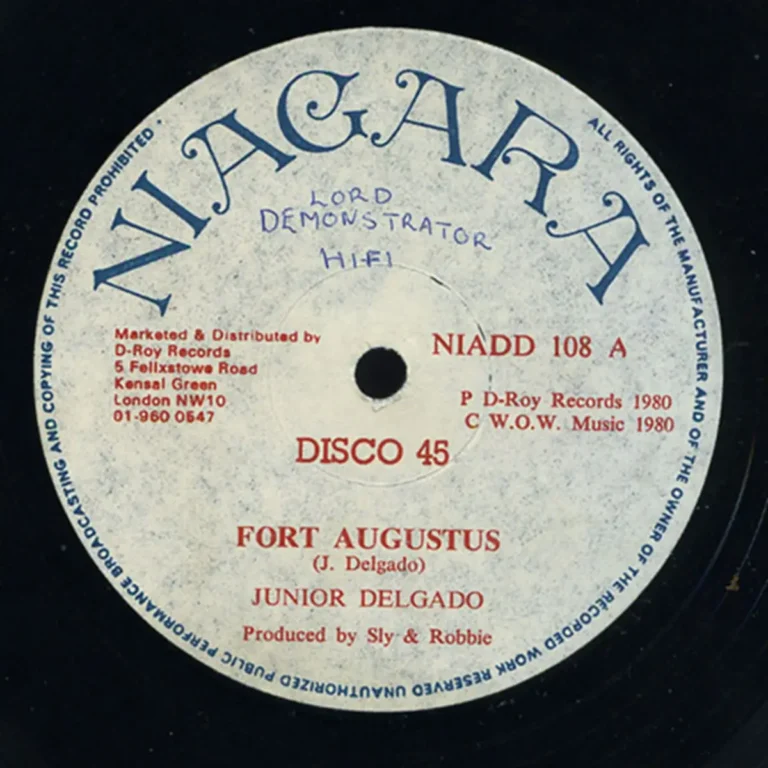 NIAGARA
LORD
DEMONSTRATOR
HI-FI
Marketed & Distributed by
D-Roy Records
5 Felixstowe Road
Kensal Green
London NW10
01-960 0547
NIADD 108 A
P D-Roy Records 1980
C W.O.W. Music 1980
DISCO 45
FORT AUGUSTUS
(J. Delgado)
JUNIOR DELGADO
Produced by Sly & Robbie
ALL RIGHTS OF THE MANUFACTURER AND OF THE OWNER OF THE RECORDED WORK RESERVED UNAUTHORIZED PUBLIC PERFORMANCE BROADCASTING AND COPYING OF THIS RECORD PROHIBITED